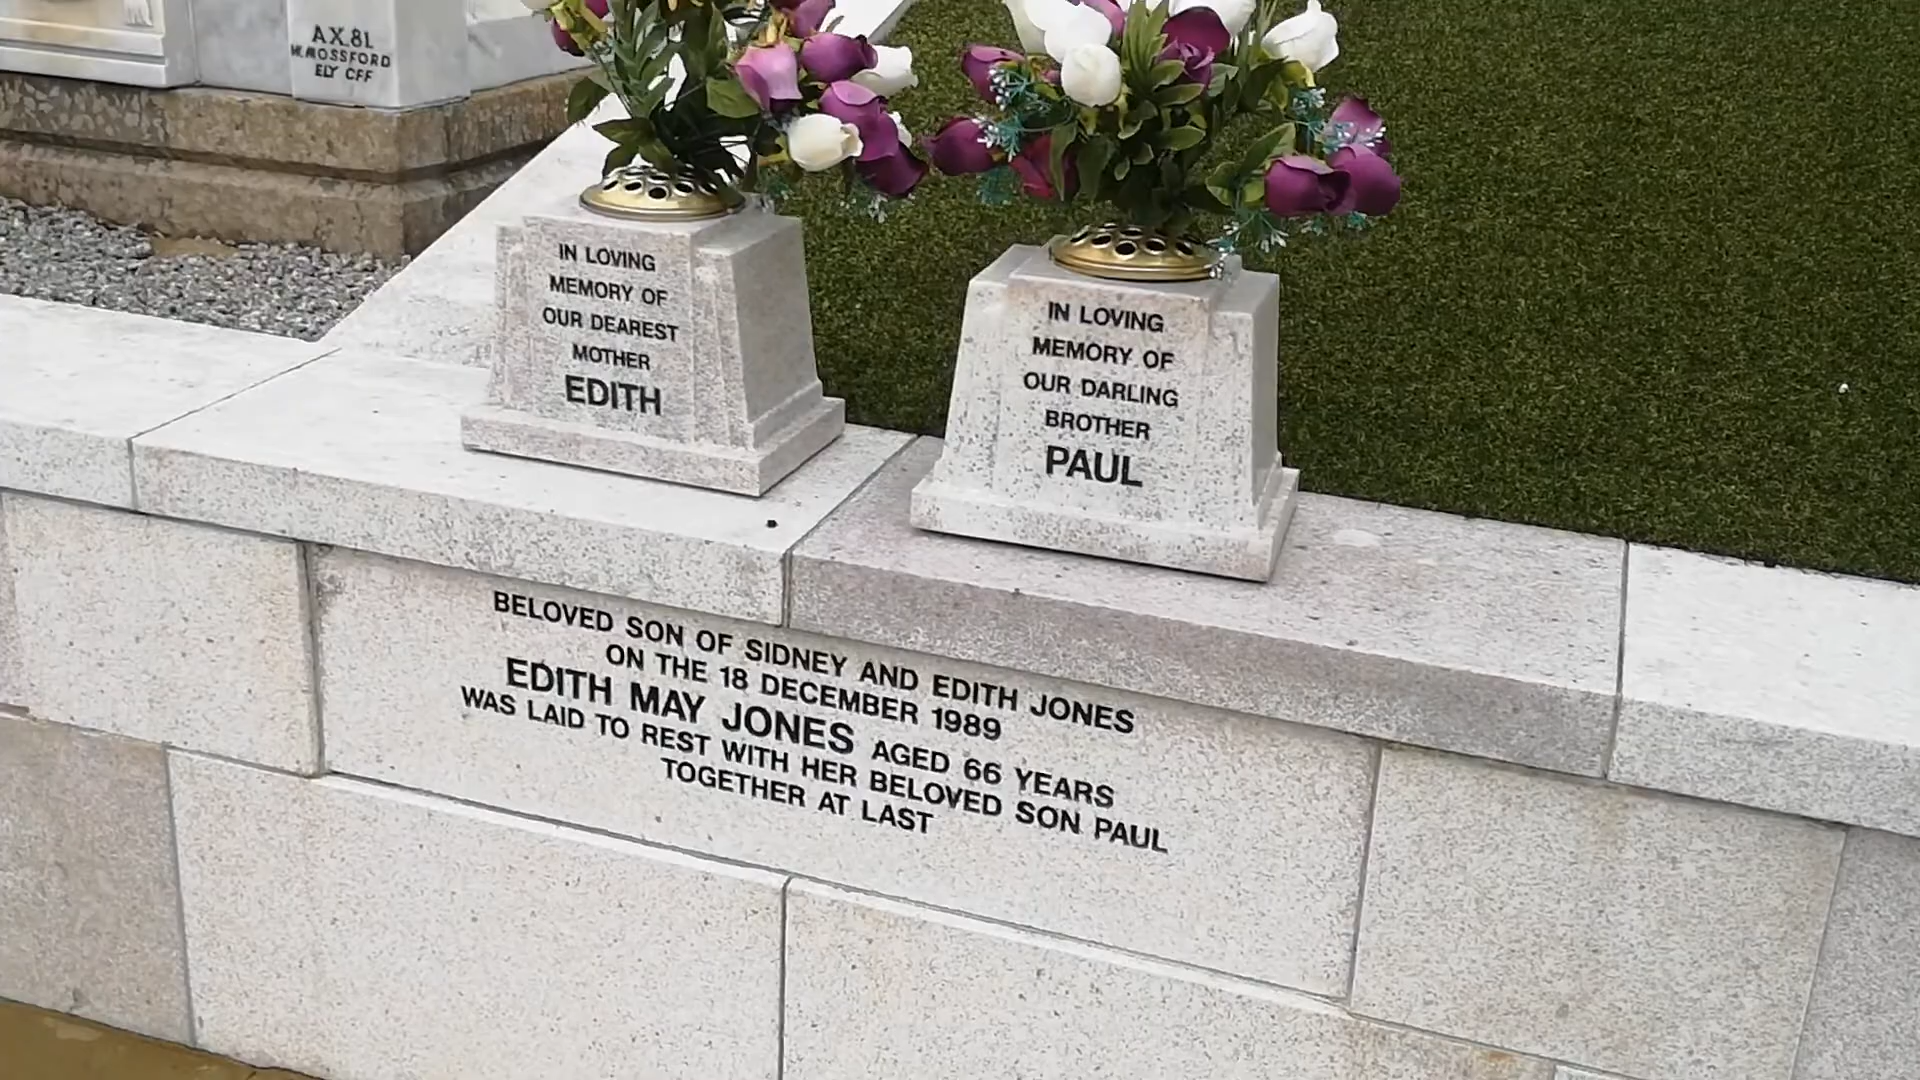 A.X.81.
W. MOSSFORD
ELY CFF
IN LOVING
MEMORY OF
OUR DEAREST
MOTHER
EDITH
IN LOVING
MEMORY OF
OUR DARLING
BROTHER
PAUL
BELOVED SON OF SIDNEY AND EDITH JONES
ON THE 18 DECEMBER 1989
EDITH MAY JONES AGED 66 YEARS
WAS LAID TO REST WITH HER BELOVED SON PAUL
TOGETHER AT LAST